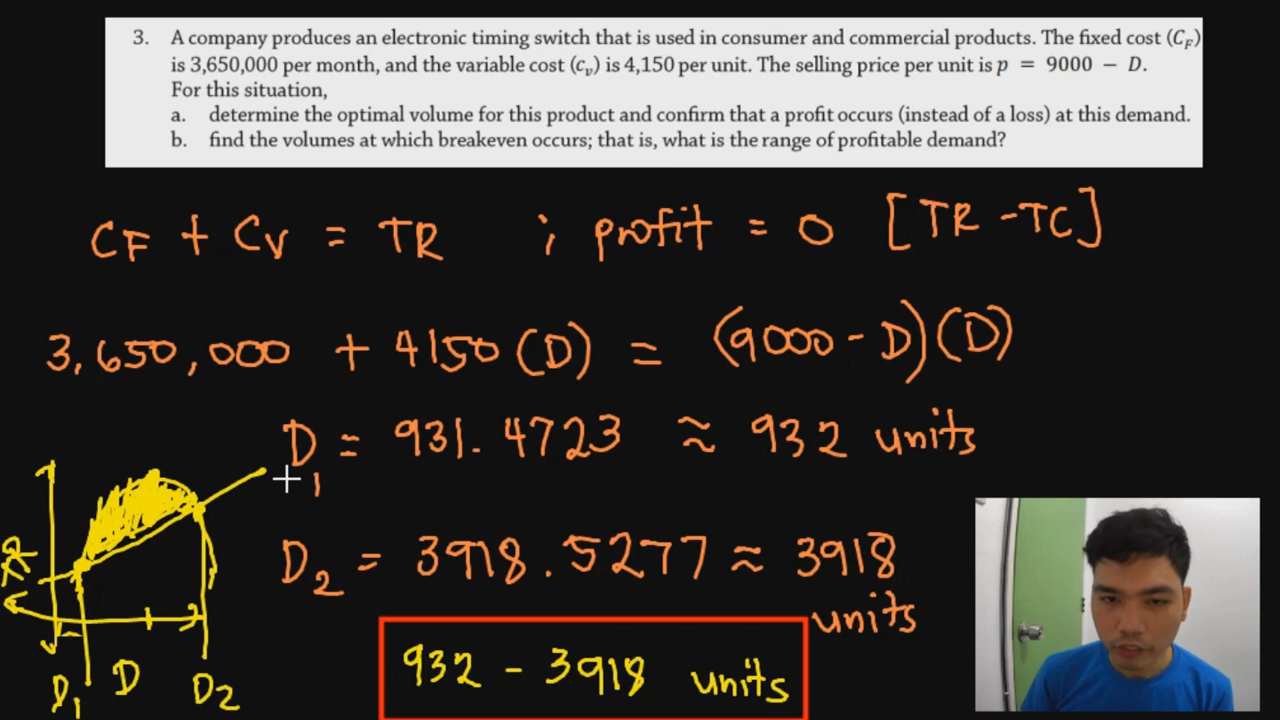 3. A company produces an electronic timing switch that is used in consumer and commercial products. The fixed cost (C_F)
is 3,650,000 per month, and the variable cost (c_v) is 4,150 per unit. The selling price per unit is p = 9000 − D.
For this situation,
a. determine the optimal volume for this product and confirm that a profit occurs (instead of a loss) at this demand.
b. find the volumes at which breakeven occurs; that is, what is the range of profitable demand?
CF + CV = TR ; profit = 0 [TR - TC]
3,650,000 + 4150 (D) = (9000 - D)(D)
D1 = 931.4723 ≈ 932 units
D2 = 3918.5277 ≈ 3918
units
932 - 3918 units
D1 D D2